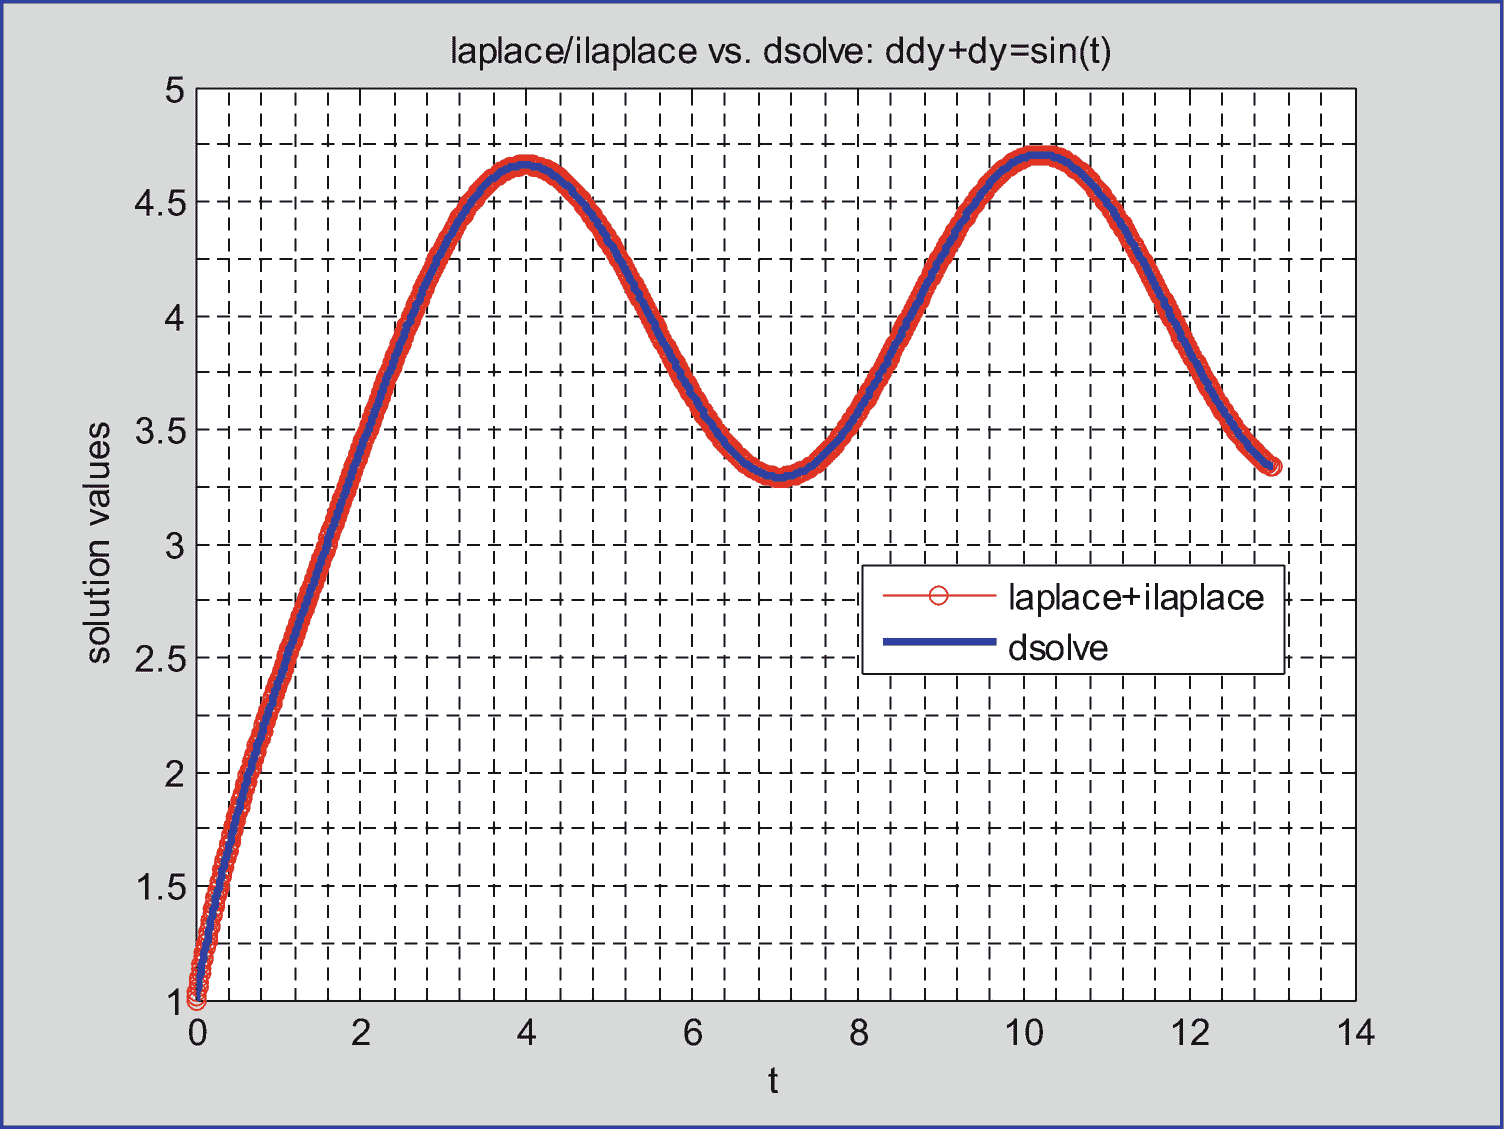 laplace/ilaplace vs. dsolve: ddy+dy=sin(t)
5
4.5
4
3.5
3
2.5
2
1.5
1
solution values
laplace+ilaplace
dsolve
0 2 4 6 8 10 12 14
t